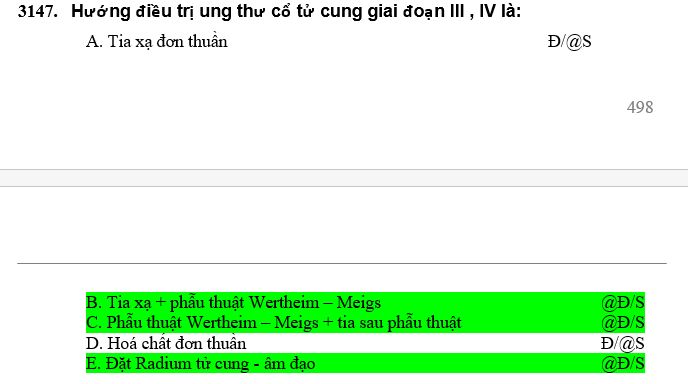 3147. Hướng điều trị ung thư cổ tử cung giai đoạn III , IV là:
A. Tia xạ đơn thuần Đ/@S
498
B. Tia xạ + phẫu thuật Wertheim – Meigs @Đ/S
C. Phẫu thuật Wertheim – Meigs + tia sau phẫu thuật @Đ/S
D. Hoá chất đơn thuần Đ/@S
E. Đặt Radium tử cung - âm đạo @Đ/S